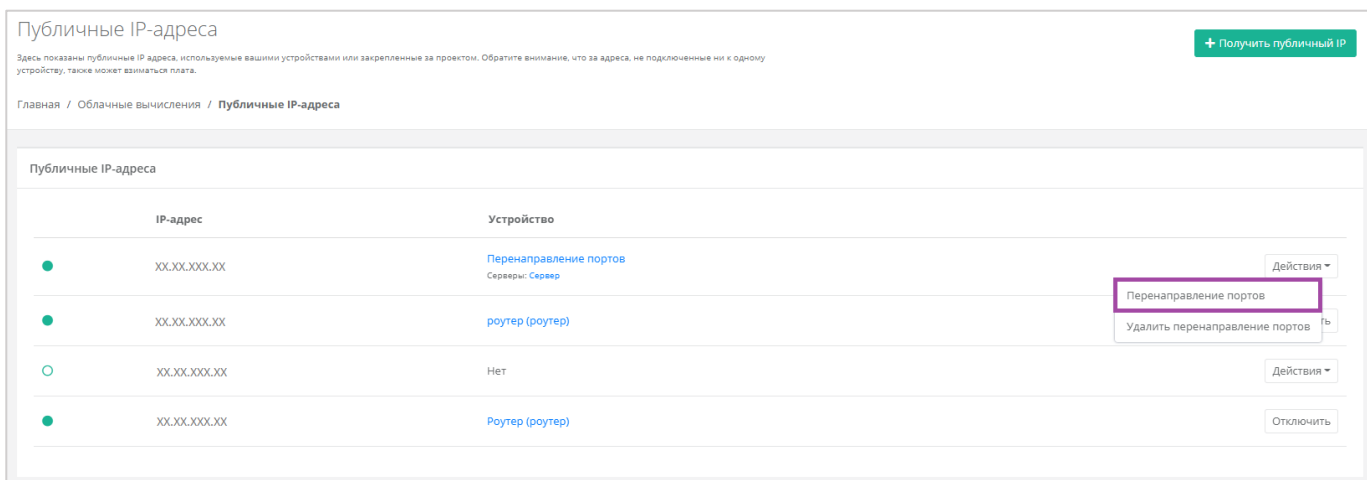 Публичные IP-адреса
+ Получить публичный IP
Здесь показаны публичные IP адреса, используемые вашими устройствами или закрепленные за проектом. Обратите внимание, что за адреса, не подключенные ни к одному
устройству, также может взиматься плата.
Главная / Облачные вычисления / Публичные IP-адреса
Публичные IP-адреса
IP-адрес Устройство
XX.XX.XXX.XX Перенаправление портов Действия
Серверы: Сервер
Перенаправление портов
XX.XX.XXX.XX роутер (роутер) ть
Удалить перенаправление портов
XX.XX.XXX.XX Нет Действия
XX.XX.XXX.XX Роутер (роутер) Отключить